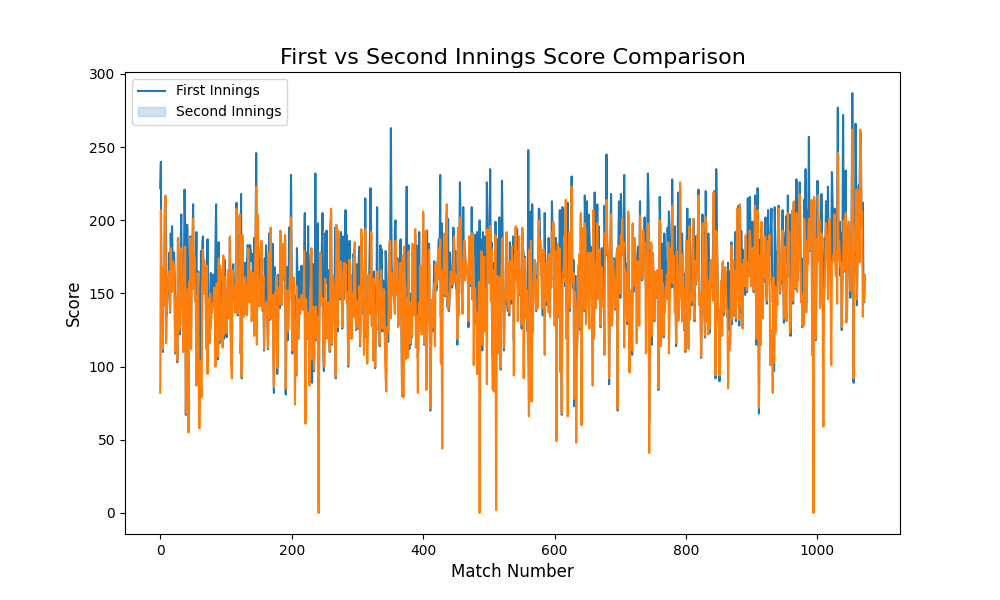 First vs Second Innings Score Comparison
First Innings
Second Innings
300
250
200
150
100
50
0
Score
0 200 400 600 800 1000
Match Number